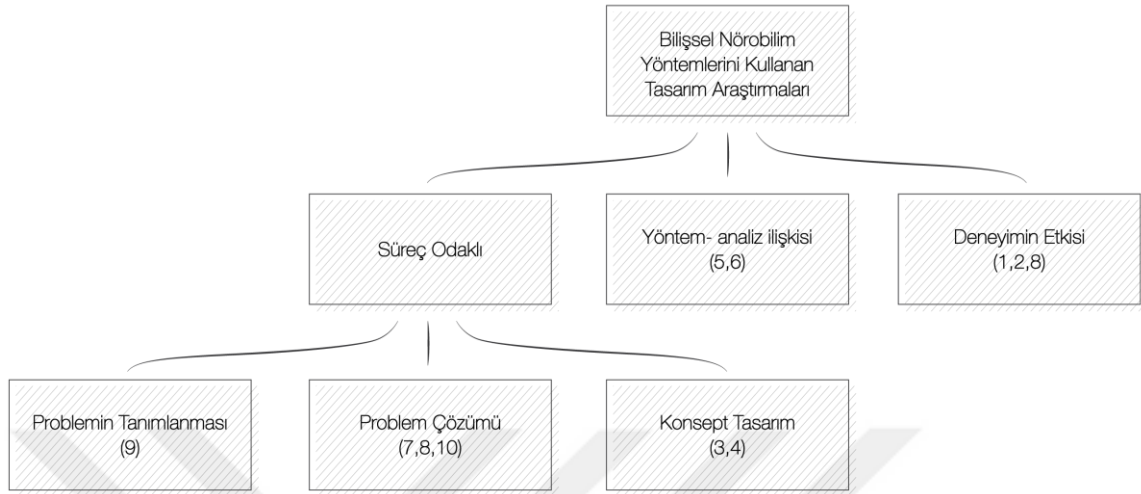 Bilişsel Nörobilim
Yöntemlerini Kullanan
Tasarım Araştırmaları
Süreç Odaklı
Yöntem- analiz ilişkisi
(5,6)
Deneyimin Etkisi
(1,2,8)
Problemin Tanımlanması
(9)
Problem Çözümü
(7,8,10)
Konsept Tasarım
(3,4)